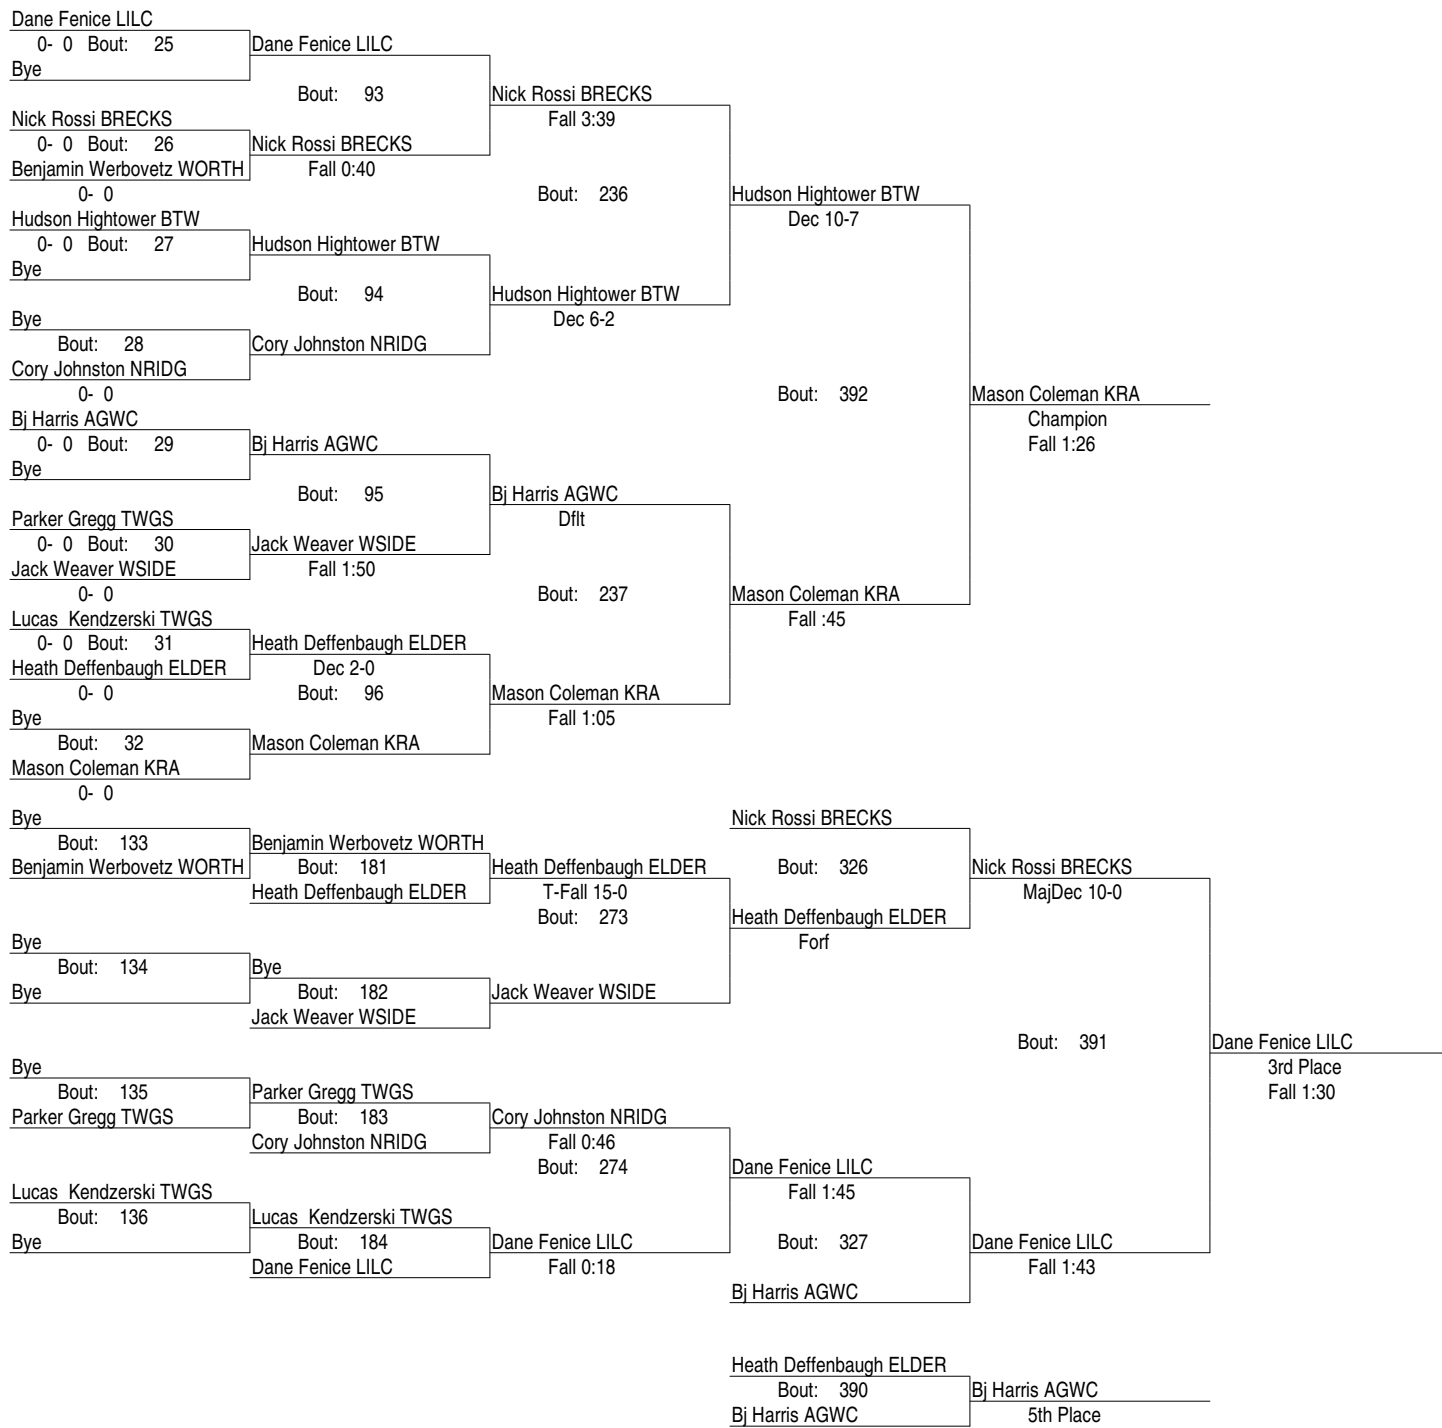 Dane Fenice LILC
0- 0 Bout: 25
Dane Fenice LILC
Bye
Bout: 93
Nick Rossi BRECKS
Nick Rossi BRECKS
Fall 3:39
0- 0 Bout: 26
Nick Rossi BRECKS
Benjamin Werbovetz WORTH
Fall 0:40
0- 0
Bout: 236
Hudson Hightower BTW
Hudson Hightower BTW
Dec 10-7
0- 0 Bout: 27
Hudson Hightower BTW
Bye
Bout: 94
Hudson Hightower BTW
Bye
Dec 6-2
Bout: 28
Cory Johnston NRIDG
Cory Johnston NRIDG
0- 0
Bout: 392
Mason Coleman KRA
Bj Harris AGWC
Champion
0- 0 Bout: 29
Bj Harris AGWC
Fall 1:26
Bye
Bout: 95
Bj Harris AGWC
Parker Gregg TWGS
Dflt
0- 0 Bout: 30
Jack Weaver WSIDE
Jack Weaver WSIDE
Fall 1:50
0- 0
Bout: 237
Mason Coleman KRA
Lucas Kendzerski TWGS
Fall :45
0- 0 Bout: 31
Heath Deffenbaugh ELDER
Heath Deffenbaugh ELDER
Dec 2-0
0- 0
Bout: 96
Mason Coleman KRA
Bye
Fall 1:05
Bout: 32
Mason Coleman KRA
Mason Coleman KRA
0- 0
Bye
Nick Rossi BRECKS
Bout: 133
Benjamin Werbovetz WORTH
Benjamin Werbovetz WORTH
Bout: 181
Heath Deffenbaugh ELDER
Bout: 326
Nick Rossi BRECKS
Heath Deffenbaugh ELDER
T-Fall 15-0
MajDec 10-0
Bout: 273
Heath Deffenbaugh ELDER
Bye
Forf
Bout: 134
Bye
Bye
Bout: 182
Jack Weaver WSIDE
Jack Weaver WSIDE
Bout: 391
Dane Fenice LILC
Bye
3rd Place
Bout: 135
Parker Gregg TWGS
Fall 1:30
Parker Gregg TWGS
Bout: 183
Cory Johnston NRIDG
Cory Johnston NRIDG
Fall 0:46
Bout: 274
Dane Fenice LILC
Lucas Kendzerski TWGS
Fall 1:45
Bout: 136
Lucas Kendzerski TWGS
Bye
Bout: 184
Dane Fenice LILC
Bout: 327
Dane Fenice LILC
Dane Fenice LILC
Fall 0:18
Fall 1:43
Bj Harris AGWC
Heath Deffenbaugh ELDER
Bout: 390
Bj Harris AGWC
Bj Harris AGWC
5th Place